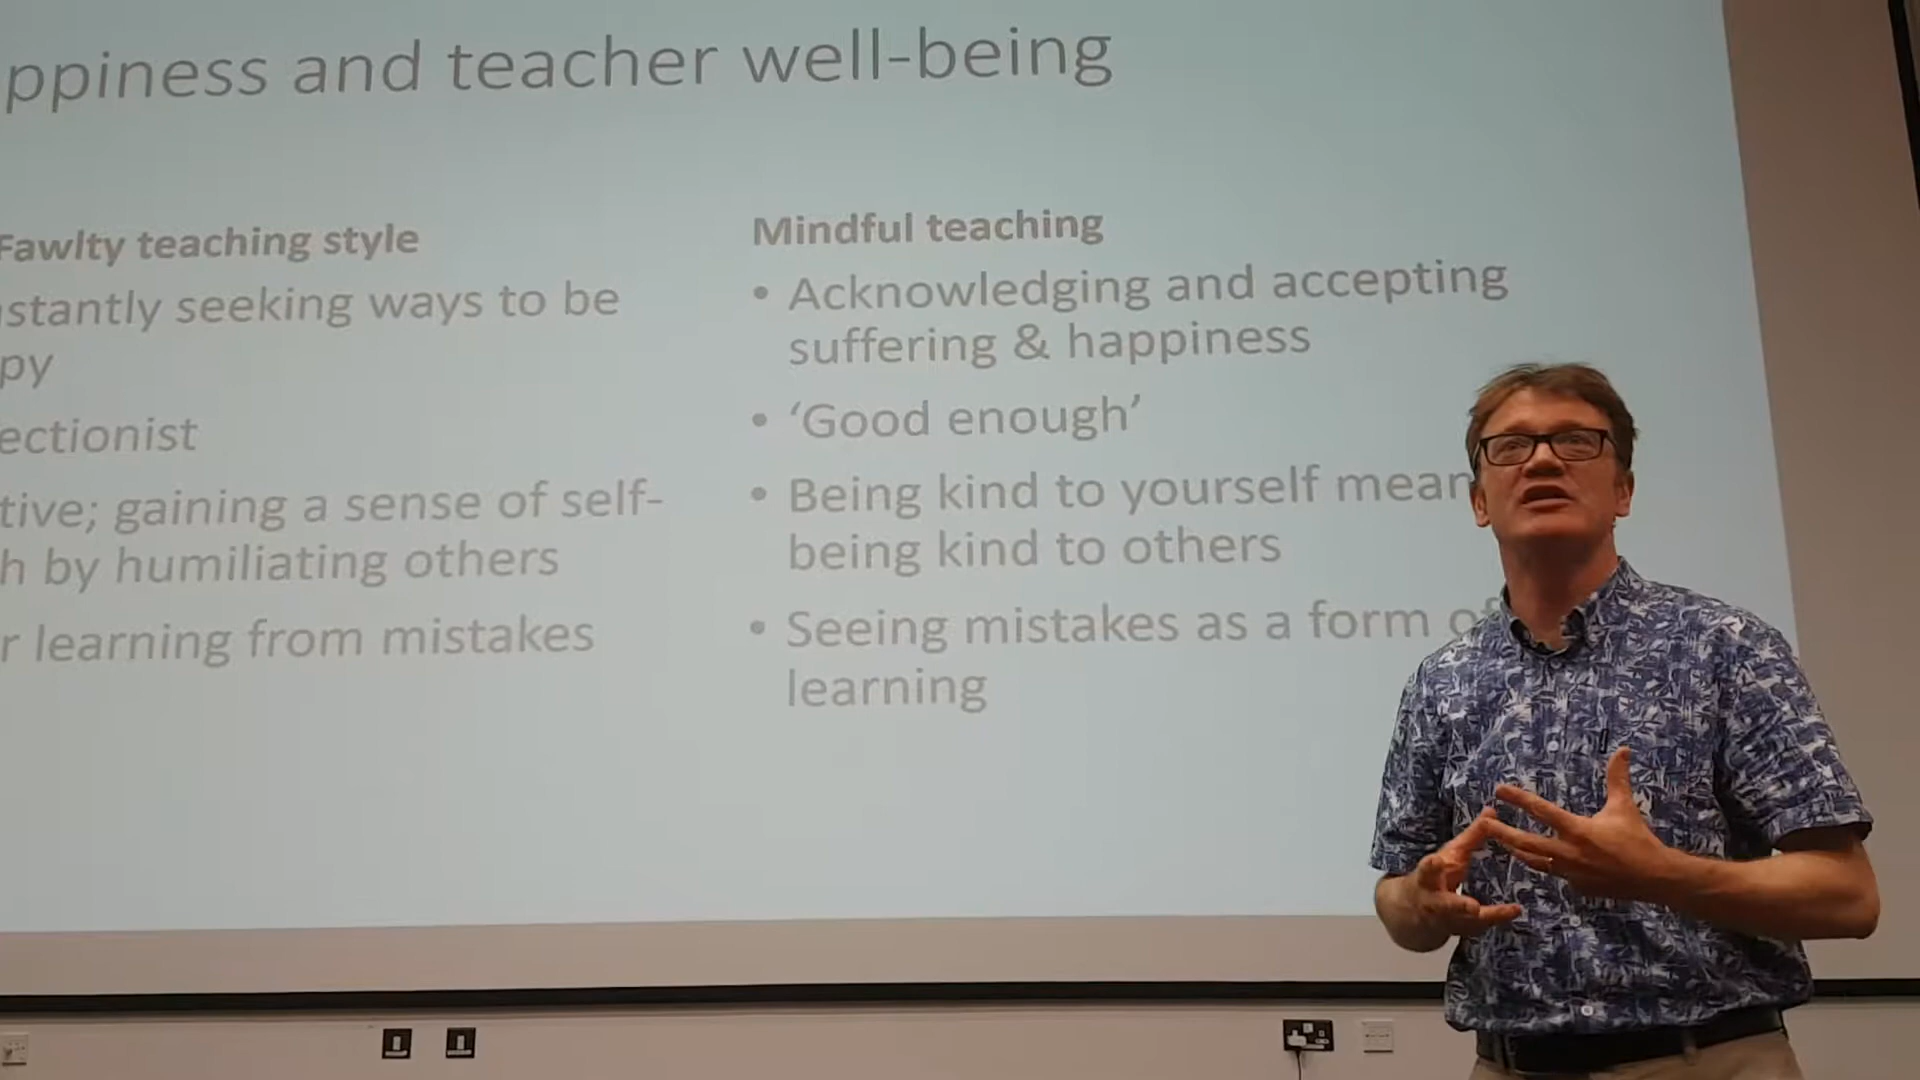 ppiness and teacher well-being
Fawlty teaching style
stantly seeking ways to be
py
ectionist
tive; gaining a sense of self-
h by humiliating others
r learning from mistakes
Mindful teaching
• Acknowledging and accepting
suffering & happiness
• ‘Good enough’
• Being kind to yourself mean
being kind to others
• Seeing mistakes as a form of
learning